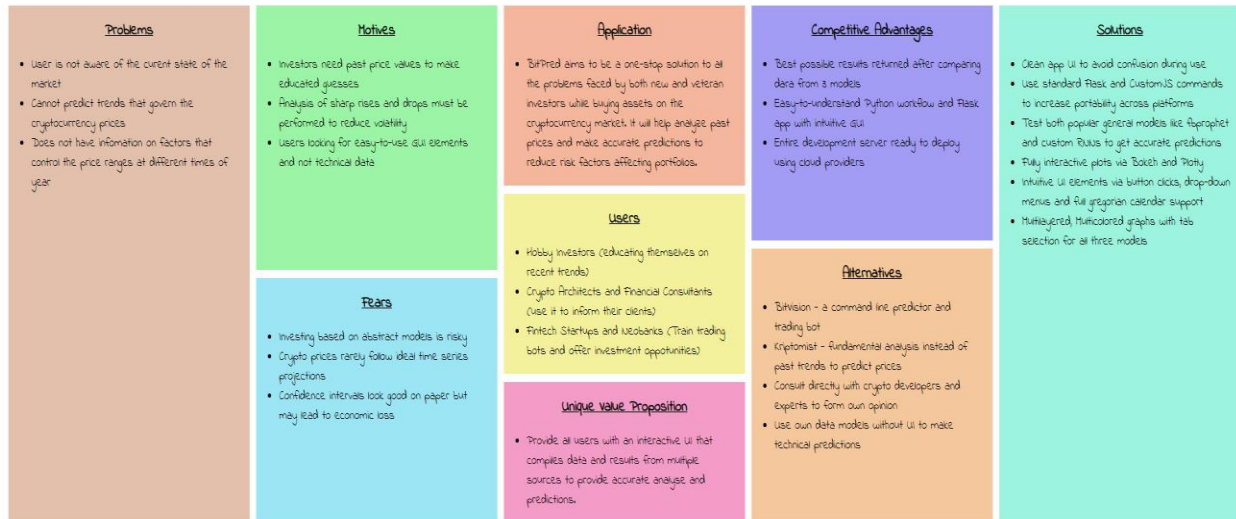 Problems
• User is not aware of the curent state of the
market
• Cannot predict trends that govern the
cryptocurrency prices
• Does not have infomation on factors that
control the price ranges at different times of
year
Motives
• Investors need past price values to make
educated guesses
• Analysis of sharp rises and drops must be
performed to reduce volatility
• Users looking for easy-to-use GUI elements
and not technical data
Fears
• Investing based on abstract models is risky
• Crypto prices rarely follow ideal time series
projections
• Confidence intervals look good on paper but
may lead to economic loss
Application
• BitPred aims to be a one-stop solution to all
the problems faced by both new and veteran
investors while buying assets on the
cryptocurrency market. It will help analyze past
prices and make accurate predictions to
reduce risk factors affecting portfolios.
Users
• Hobby Investors (educating themselves on
recent trends)
• Crypto Architects and Financial Consultants
(use it to inform their clients)
• Fintech Startups and Neobanks (Train trading
bots and offer investment oppotunities)
Unique Value Proposition
• Provide all users with an interactive UI that
compiles data and results from multiple
sources to provide accurate analyse and
predictions.
Competitive Advantages
• Best possible results returned after comparing
dara from 3 models
• Easy-to-understand Python workflow and Flask
app with intuitive GUI
• Entire development server ready to deploy
using cloud providers
Alternatives
• Bitvision - a command line predictor and
trading bot
• Kriptomist - fundamental analysis instead of
past trends to predict prices
• Consult directly with crypto developers and
experts to form own opinion
• Use own data models without UI to make
technical predictions
Solutions
• Clean app UI to avoid confusion during use
• Use standard Flask and CustomJS commands
to increase portability across platforms
• Test both popular general models like fbprophet
and custom to get accurate predictions
• Fully interactive plots via Bokeh and Plotly
• Intuitive UI elements via button clicks, drop-down
menus and full gregorian calendar support
• Multilayered, Multicolored graphs with tab
selection for all three models